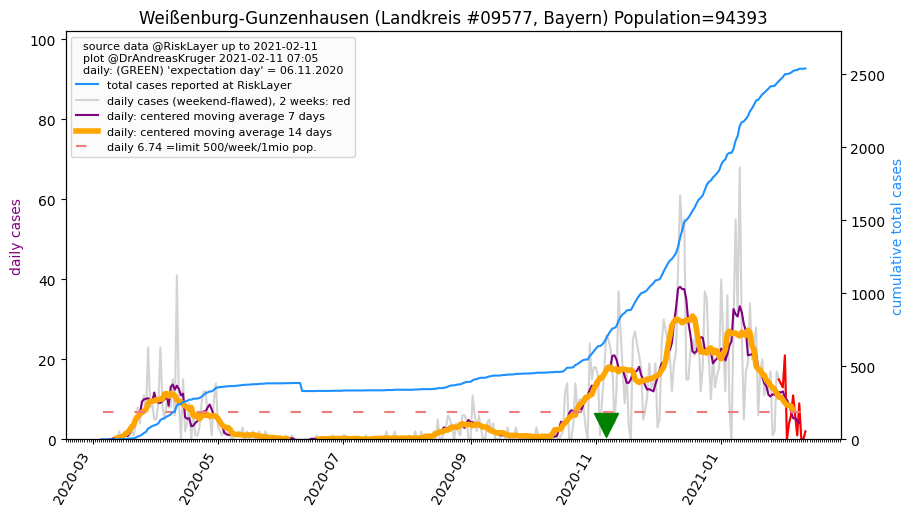 Weißenburg-Gunzenhausen (Landkreis #09577, Bayern) Population=94393
source data @RiskLayer up to 2021-02-11
plot @DrAndreasKruger 2021-02-11 07:05
daily: (GREEN) 'expectation day' = 06.11.2020
total cases reported at RiskLayer
daily cases (weekend-flawed), 2 weeks: red
daily: centered moving average 7 days
daily: centered moving average 14 days
daily 6.74 =limit 500/week/1mio pop.
daily cases
100
80
60
40
20
0
cumulative total cases
2500
2000
1500
1000
500
0
2020-03
2020-05
2020-07
2020-09
2020-11
2021-01